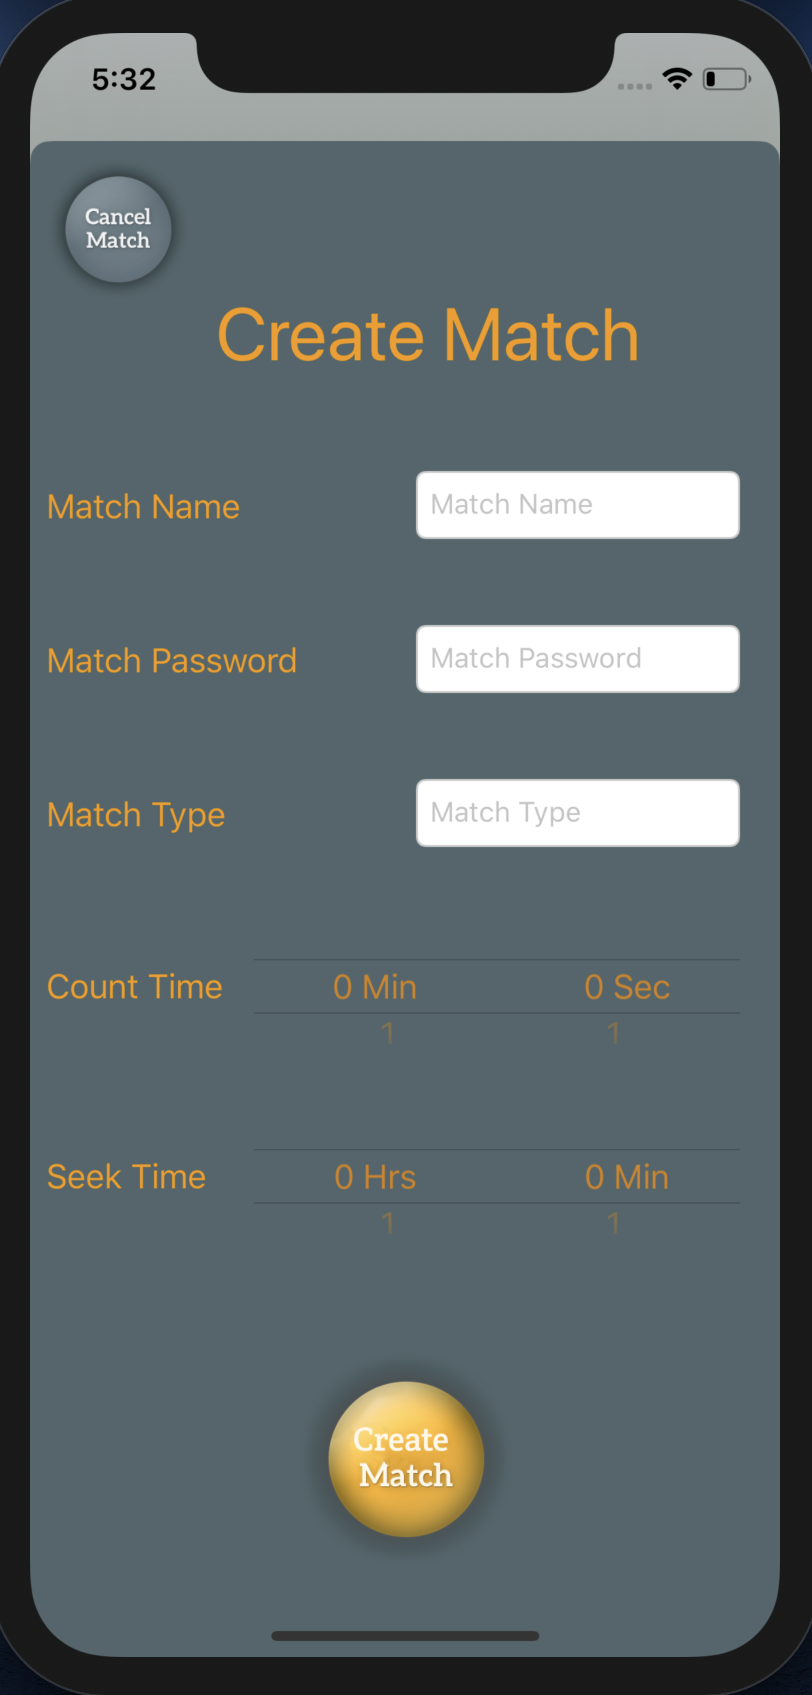 5:32
Cancel
Match
Create Match
Match Name
Match Name
Match Password
Match Password
Match Type
Match Type
Count Time 0 Min 0 Sec
1 1
Seek Time 0 Hrs 0 Min
1 1
Create
Match